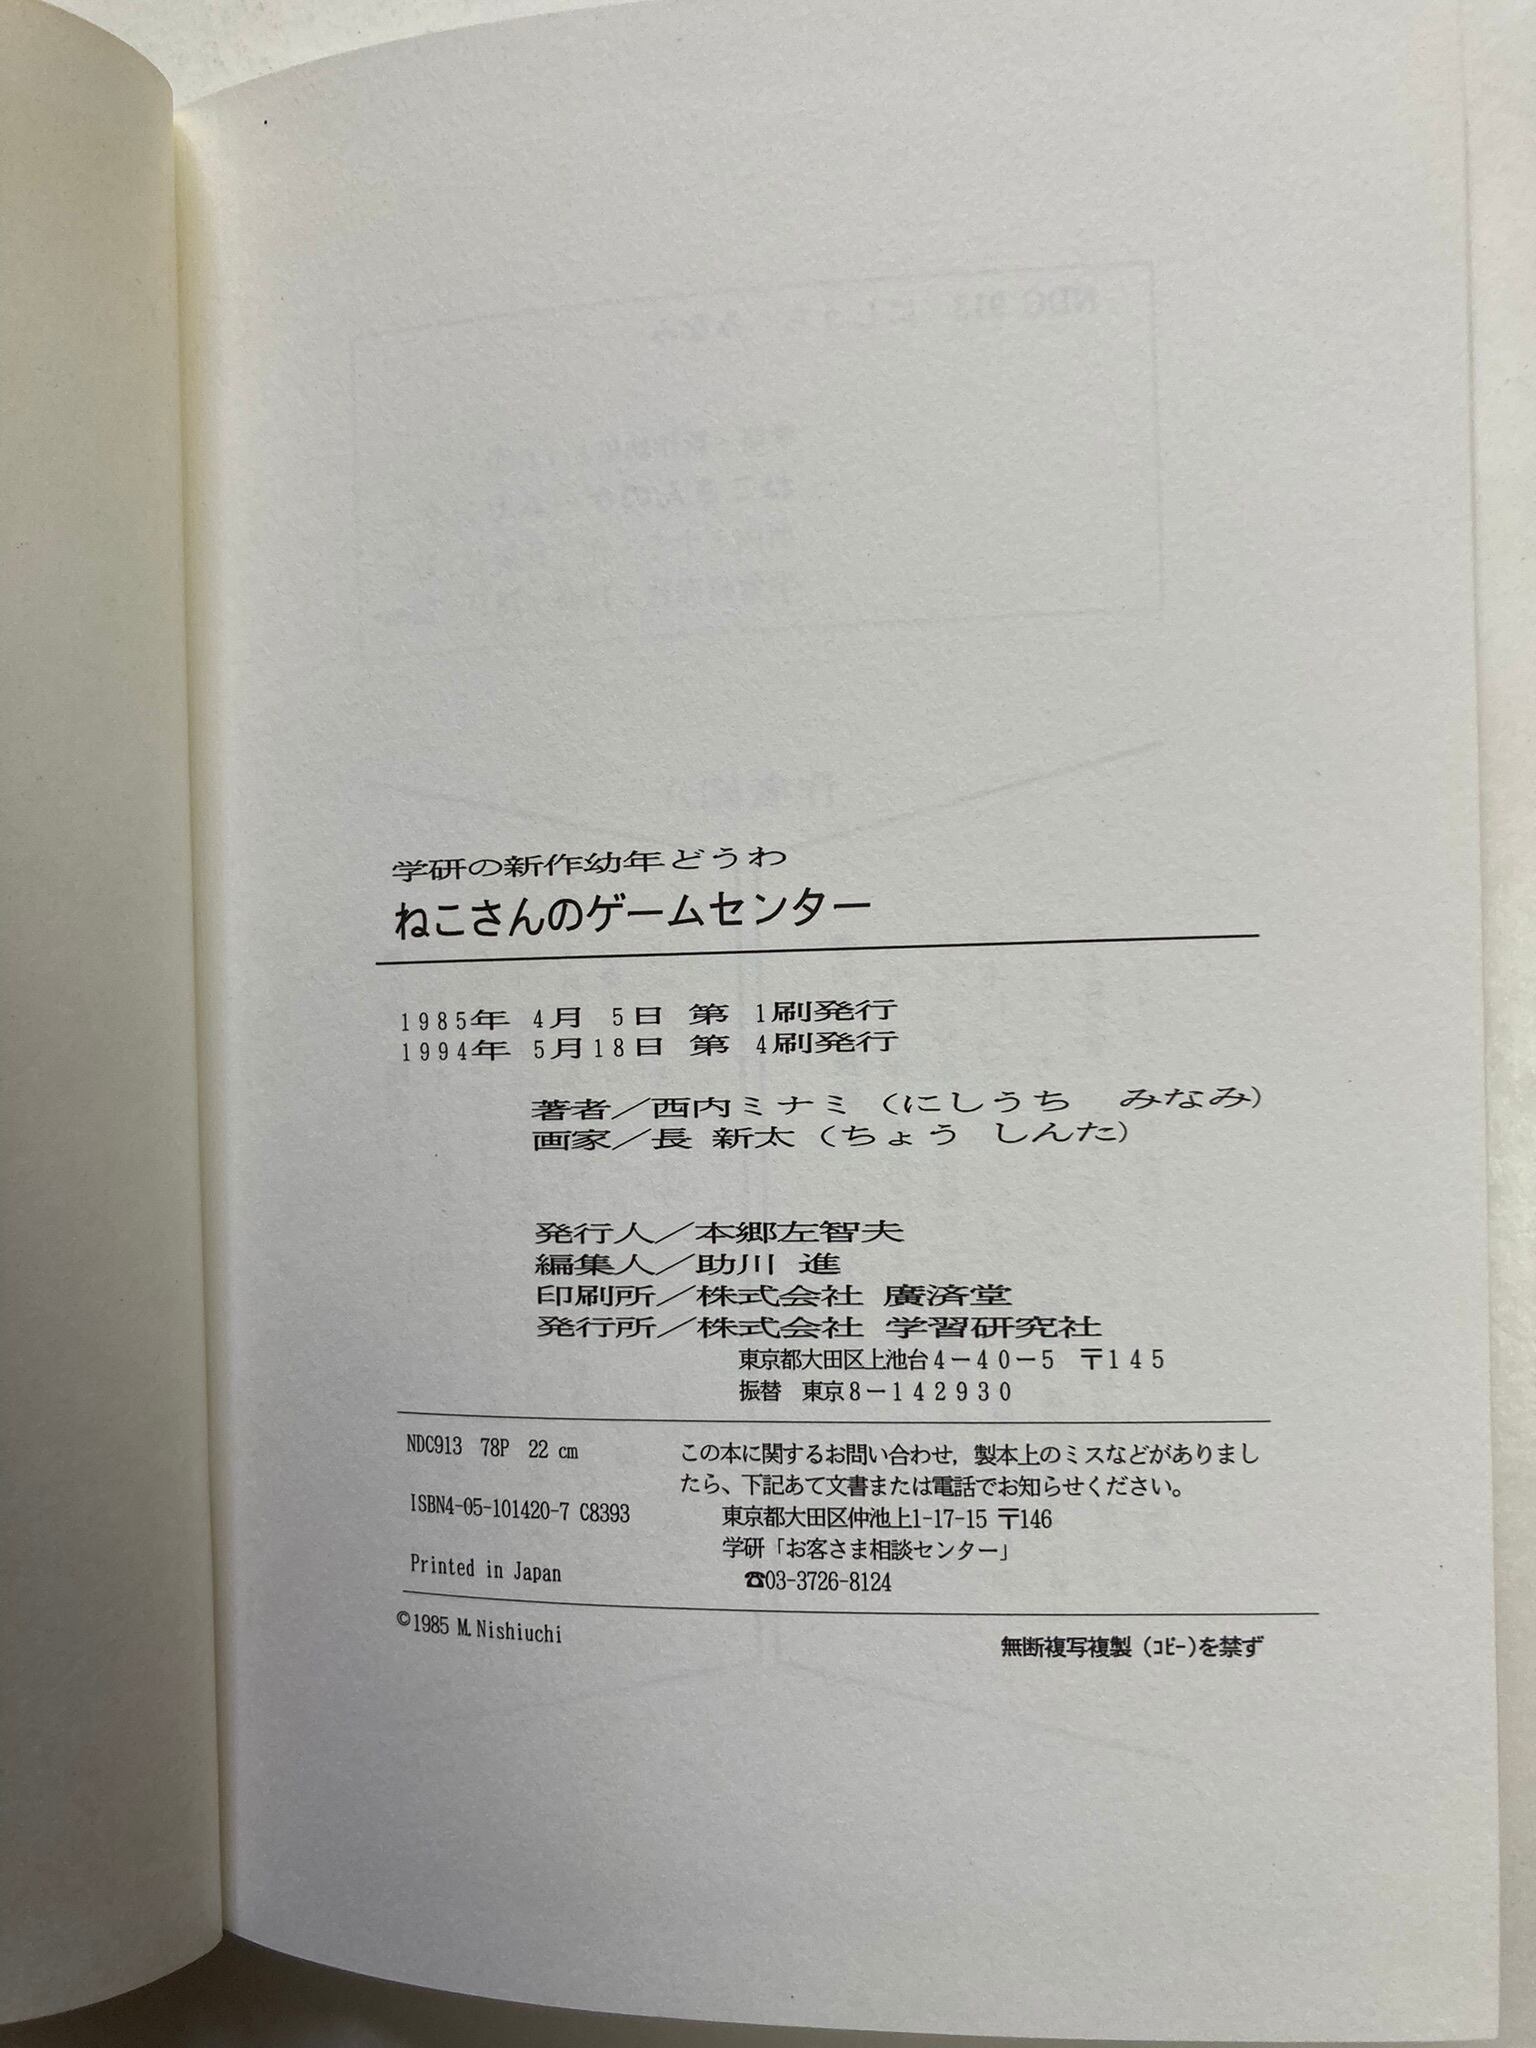 学研の新作幼年どうわ
ねこさんのゲームセンター
1985年 4月 5日 第 1刷発行
1994年 5月18日 第 4刷発行
著者／西内ミナミ（にしうち みなみ）
画家／長 新太（ちょう しんた）
発行人／本郷左智夫
編集人／助川 進
印刷所／株式会社 廣済堂
発行所／株式会社 学習研究社
東京都大田区上池台4－40－5 〒145
振替 東京8－142930
NDC913 78P 22 cm
ISBN4-05-101420-7 C8393
Printed in Japan
この本に関するお問い合わせ，製本上のミスなどがありまし
たら、下記あて文書または電話でお知らせください。
東京都大田区仲池上1-17-15 〒146
学研「お客さま相談センター」
☎03-3726-8124
©1985 M.Nishiuchi
無断複写複製（ｺﾋﾟｰ）を禁ず